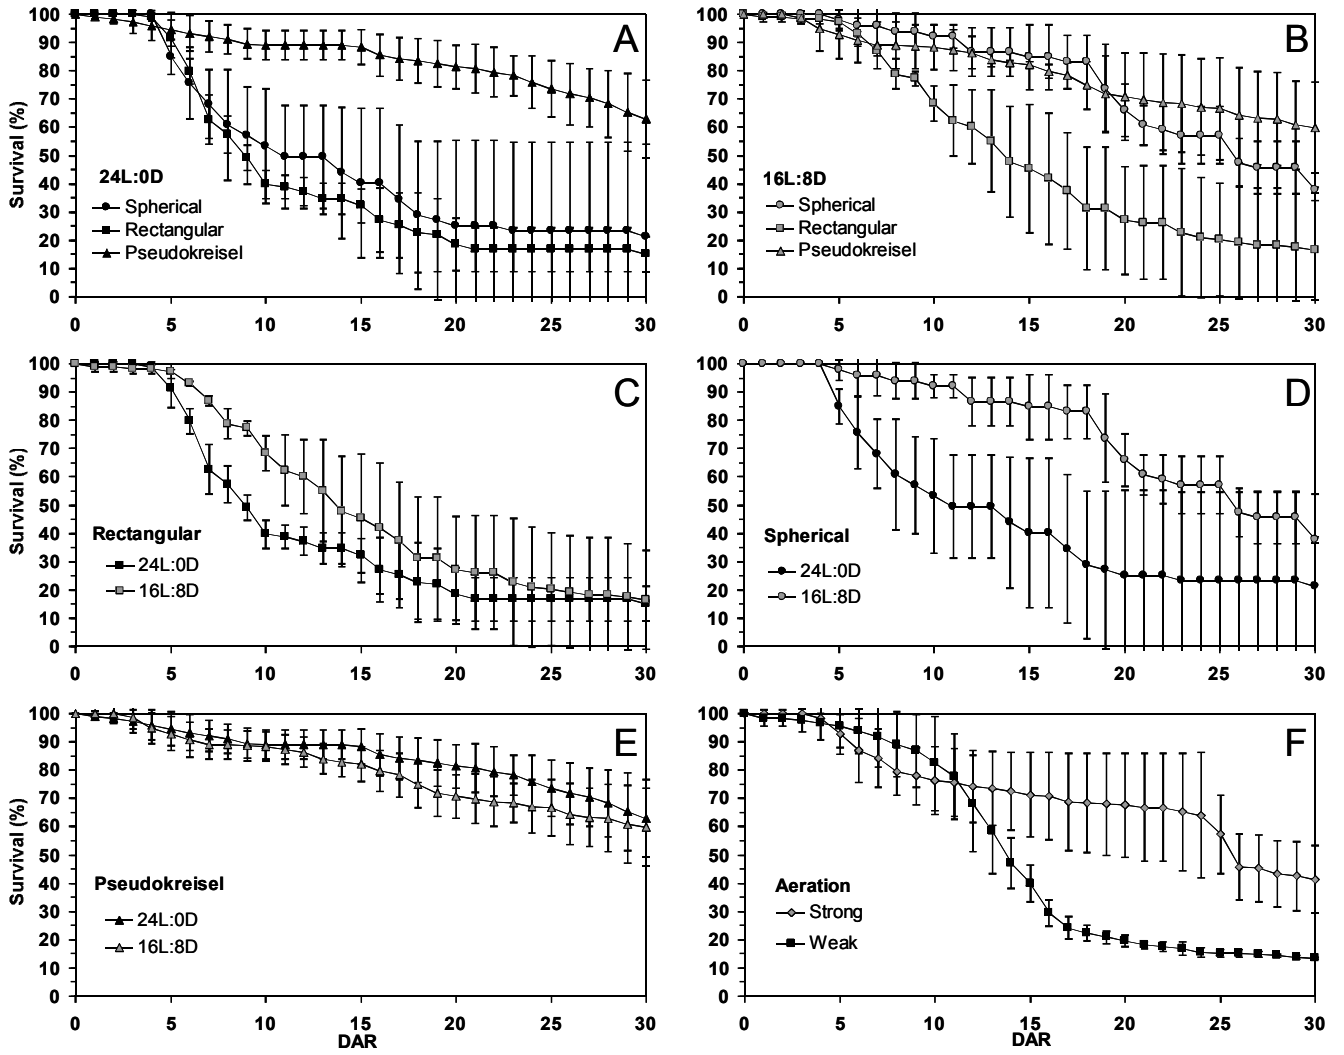 100
90
80
70
60
50
40
30
20
10
0
Survival (%)
A
24L:0D
Spherical
Rectangular
Pseudokreisel
0 5 10 15 20 25 30
100
90
80
70
60
50
40
30
20
10
0
Survival (%)
B
16L:8D
Spherical
Rectangular
Pseudokreisel
0 5 10 15 20 25 30
100
90
80
70
60
50
40
30
20
10
0
Survival (%)
C
Rectangular
24L:0D
16L:8D
0 5 10 15 20 25 30
100
90
80
70
60
50
40
30
20
10
0
D
Spherical
24L:0D
16L:8D
0 5 10 15 20 25 30
100
90
80
70
60
50
40
30
20
10
0
Survival (%)
E
Pseudokreisel
24L:0D
16L:8D
0 5 10 15 20 25 30
DAR
100
90
80
70
60
50
40
30
20
10
0
F
Aeration
Strong
Weak
0 5 10 15 20 25 30
DAR